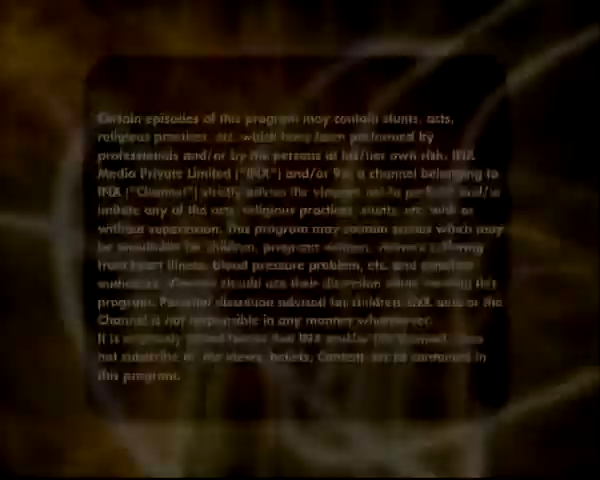 Certain episodes of this program may contain stunts, acts,
religious practices, etc. which have been performed by
professionals and/or by the persons at his/her own risk. INX
Media Private Limited ("INX") and/or 9x, a channel belonging to
INX ("Channel") strictly advise the viewers not to perform and/or
imitate any of the acts, religious practices, stunts, etc. with or
without supervision. This program may contain scenes which may
be unsuitable for children, pregnant women, viewers suffering
from heart illness, blood pressure problem, etc. and
Viewers should use their discretion while viewing this
program. Parental discretion advised for children. INX and/or the
Channel is not responsible in any manner whatsoever.
It is expressly stated herein that INX and/or the Channel does
not subscribe to the views, beliefs, Content, etc as contained in
this program.